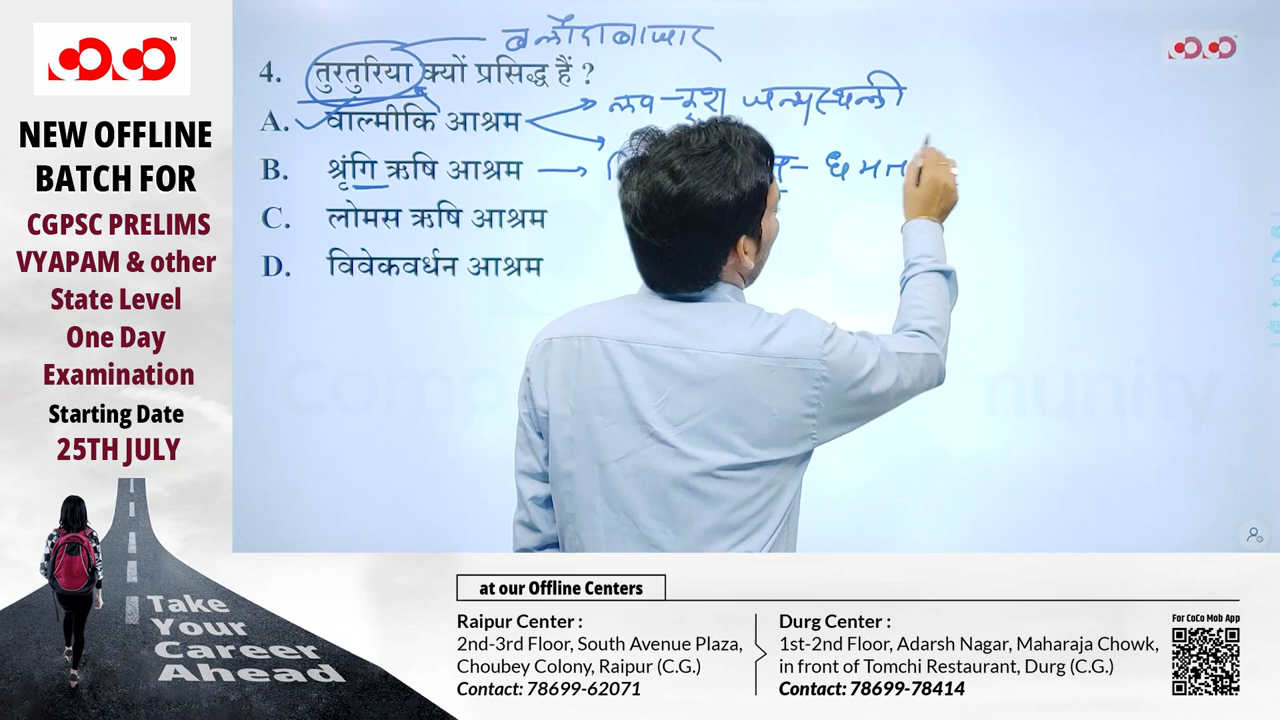 COCO™
NEW OFFLINE
BATCH FOR
CGPSC PRELIMS
VYAPAM & other
State Level
One Day
Examination
Starting Date
25TH JULY
Take
Your
Career
Ahead
बलौदाबाजार
4. तुरतुरिया क्यों प्रसिद्ध हैं ?
लव-कुश जन्मस्थली
A. वाल्मीकि आश्रम
B. श्रृंगि ऋषि आश्रम
धमत
C. लोमस ऋषि आश्रम
D. विवेकवर्धन आश्रम
at our Offline Centers
Raipur Center :
2nd-3rd Floor, South Avenue Plaza,
Choubey Colony, Raipur (C.G.)
Contact: 78699-62071
Durg Center :
1st-2nd Floor, Adarsh Nagar, Maharaja Chowk,
in front of Tomchi Restaurant, Durg (C.G.)
Contact: 78699-78414
For CoCo Mob App